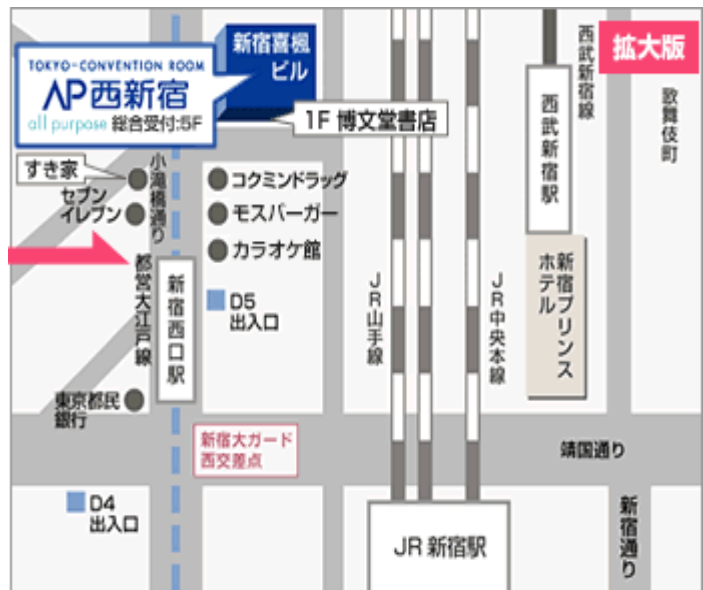 拡大版
新宿喜楓
ビル
TOKYO-CONVENTION ROOM
AP西新宿
all purpose 総合受付:5F
1F 博文堂書店
西武新宿線
歌舞伎町
西武新宿駅
すき家
小滝橋通り
セブン
イレブン
コクミンドラッグ
モスバーガー
カラオケ館
都営大江戸線
新宿西口駅
D5
出入口
JR山手線
JR中央本線
新宿プリンス
ホテル
東京都民
銀行
新宿大ガード
西交差点
靖国通り
D4
出入口
JR新宿駅
新宿通り